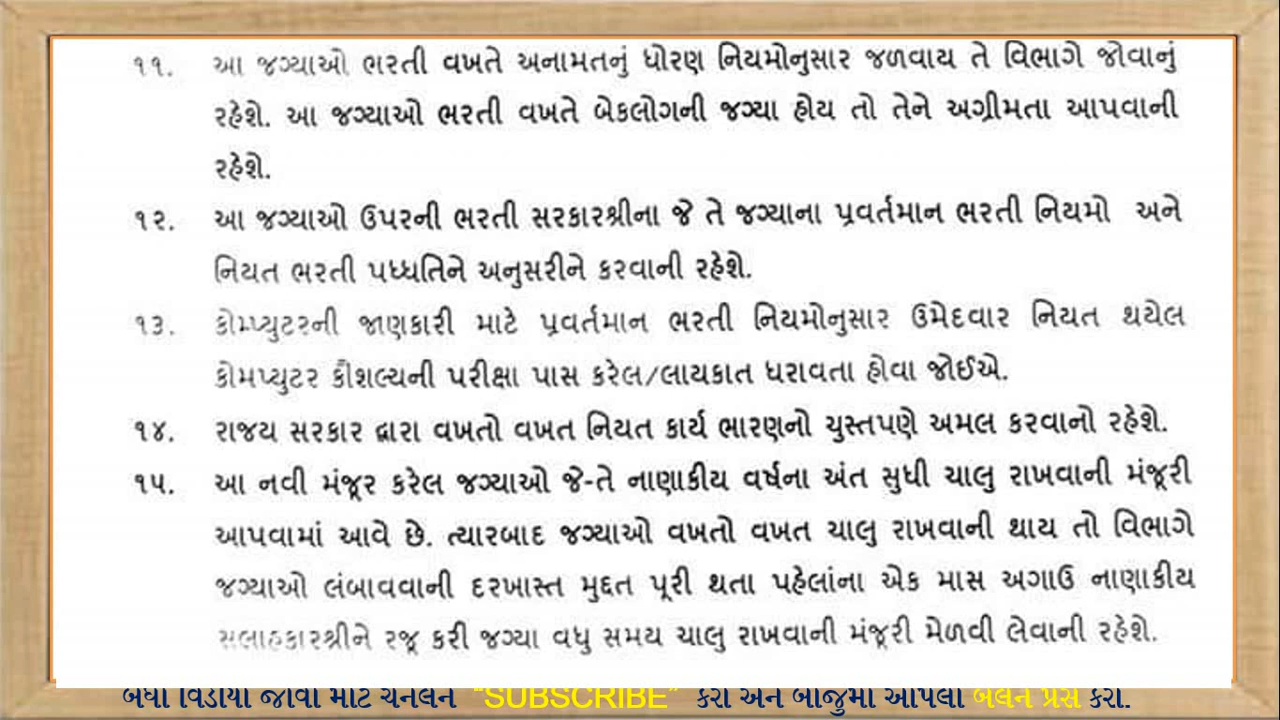 ૧૧. આ જગ્યાઓ ભરતી વખતે અનામતનું ધોરણ નિયમોનુસાર જળવાય તે વિભાગે જોવાનું
રહેશે. આ જગ્યાઓ ભરતી વખતે બેકલોગની જગ્યા હોય તો તેને અગ્રીમતા આપવાની
રહેશે.
૧૨. આ જગ્યાઓ ઉપરની ભરતી સરકારશ્રીના જે તે જગ્યાના પ્રવર્તમાન ભરતી નિયમો અને
નિયત ભરતી પધ્ધતિને અનુસરીને કરવાની રહેશે.
૧૩. કોમ્પ્યુટરની જાણકારી માટે પ્રવર્તમાન ભરતી નિયમોનુસાર ઉમેદવાર નિયત થયેલ
કોમપ્યુટર કૌશલ્યની પરીક્ષા પાસ કરેલ/લાયકાત ધરાવતા હોવા જોઈએ.
૧૪. રાજય સરકાર દ્વારા વખતો વખત નિયત કાર્ય ભારણનો ચુસ્તપણે અમલ કરવાનો રહેશે.
૧૫. આ નવી મંજૂર કરેલ જગ્યાઓ જે-તે નાણાકીય વર્ષના અંત સુધી ચાલુ રાખવાની મંજૂરી
આપવામાં આવે છે. ત્યારબાદ જગ્યાઓ વખતો વખત ચાલુ રાખવાની થાય તો વિભાગે
જગ્યાઓ લંબાવવાની દરખાસ્ત મુદ્દત પૂરી થતા પહેલાંના એક માસ અગાઉ નાણાકીય
સલાહકારશ્રીને રજૂ કરી જગ્યા વધુ સમય ચાલુ રાખવાની મંજૂરી મેળવી લેવાની રહેશે.
બધા વિડીયો જોવા માટે ચેનલને "SUBSCRIBE" કરો અને બાજુમાં આપેલા બેલને પ્રેસ કરો.